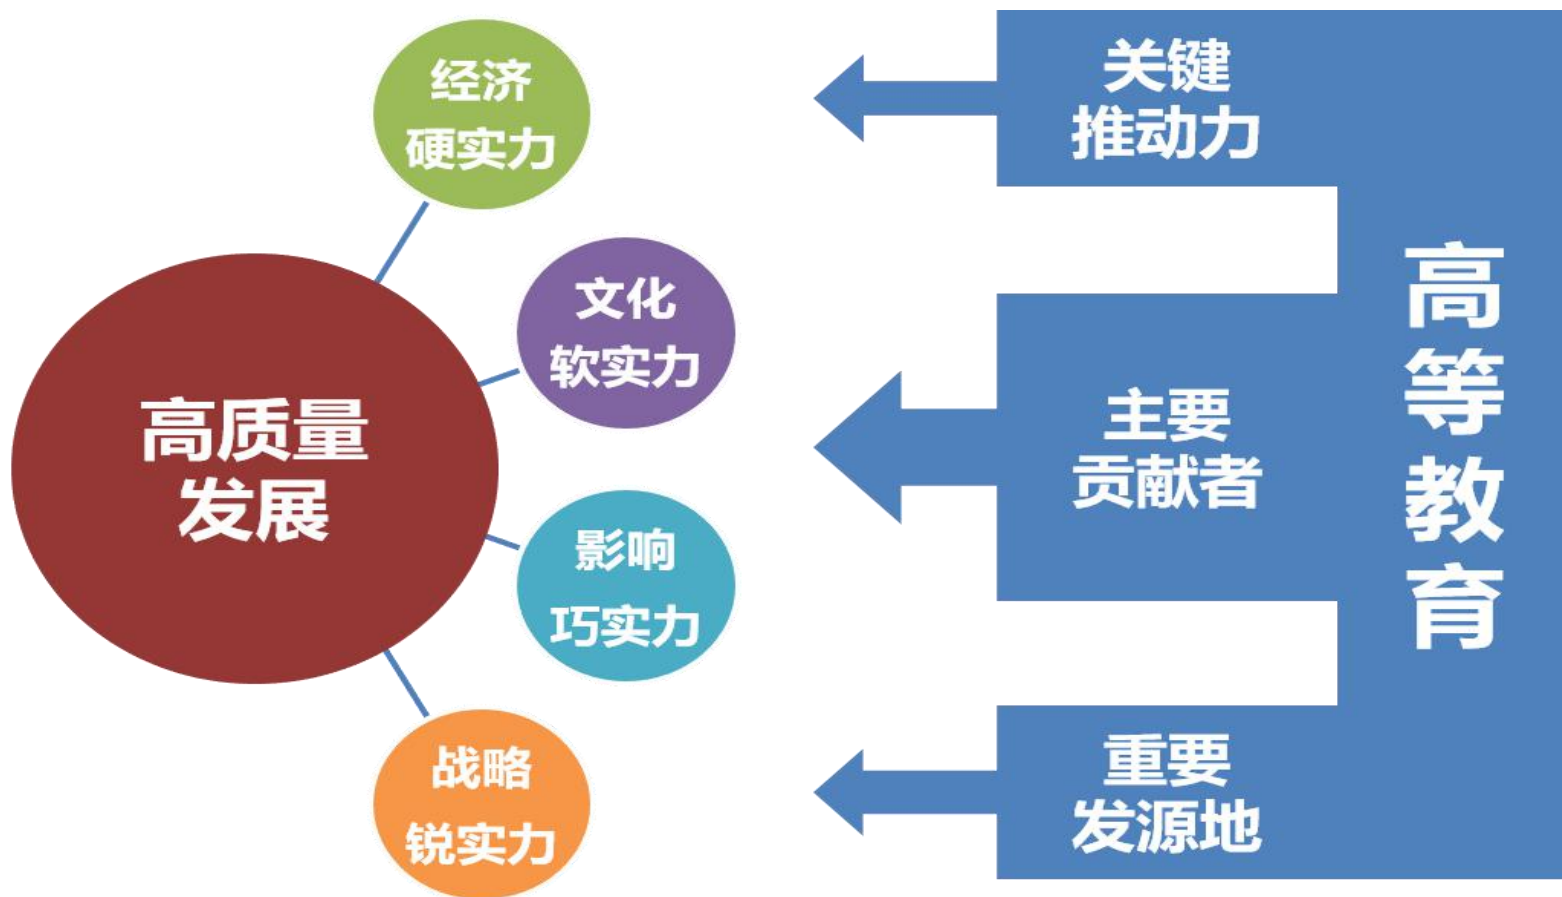 经济
硬实力
文化
软实力
高质量
发展
影响
巧实力
战略
锐实力
关键
推动力
主要
贡献者
重要
发源地
高等教育